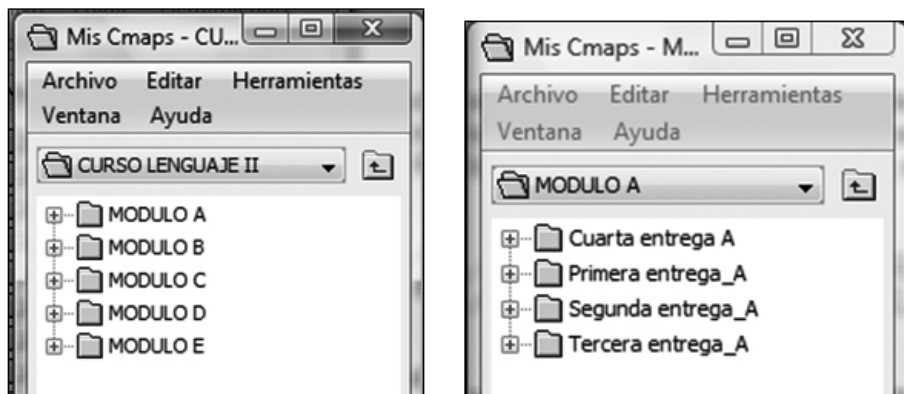 Mis Cmaps - CU...
Archivo Editar Herramientas
Ventana Ayuda
CURSO LENGUAJE II
MODULO A
MODULO B
MODULO C
MODULO D
MODULO E
Mis Cmaps - M...
Archivo Editar Herramientas
Ventana Ayuda
MODULO A
Cuarta entrega A
Primera entrega_A
Segunda entrega_A
Tercera entrega_A